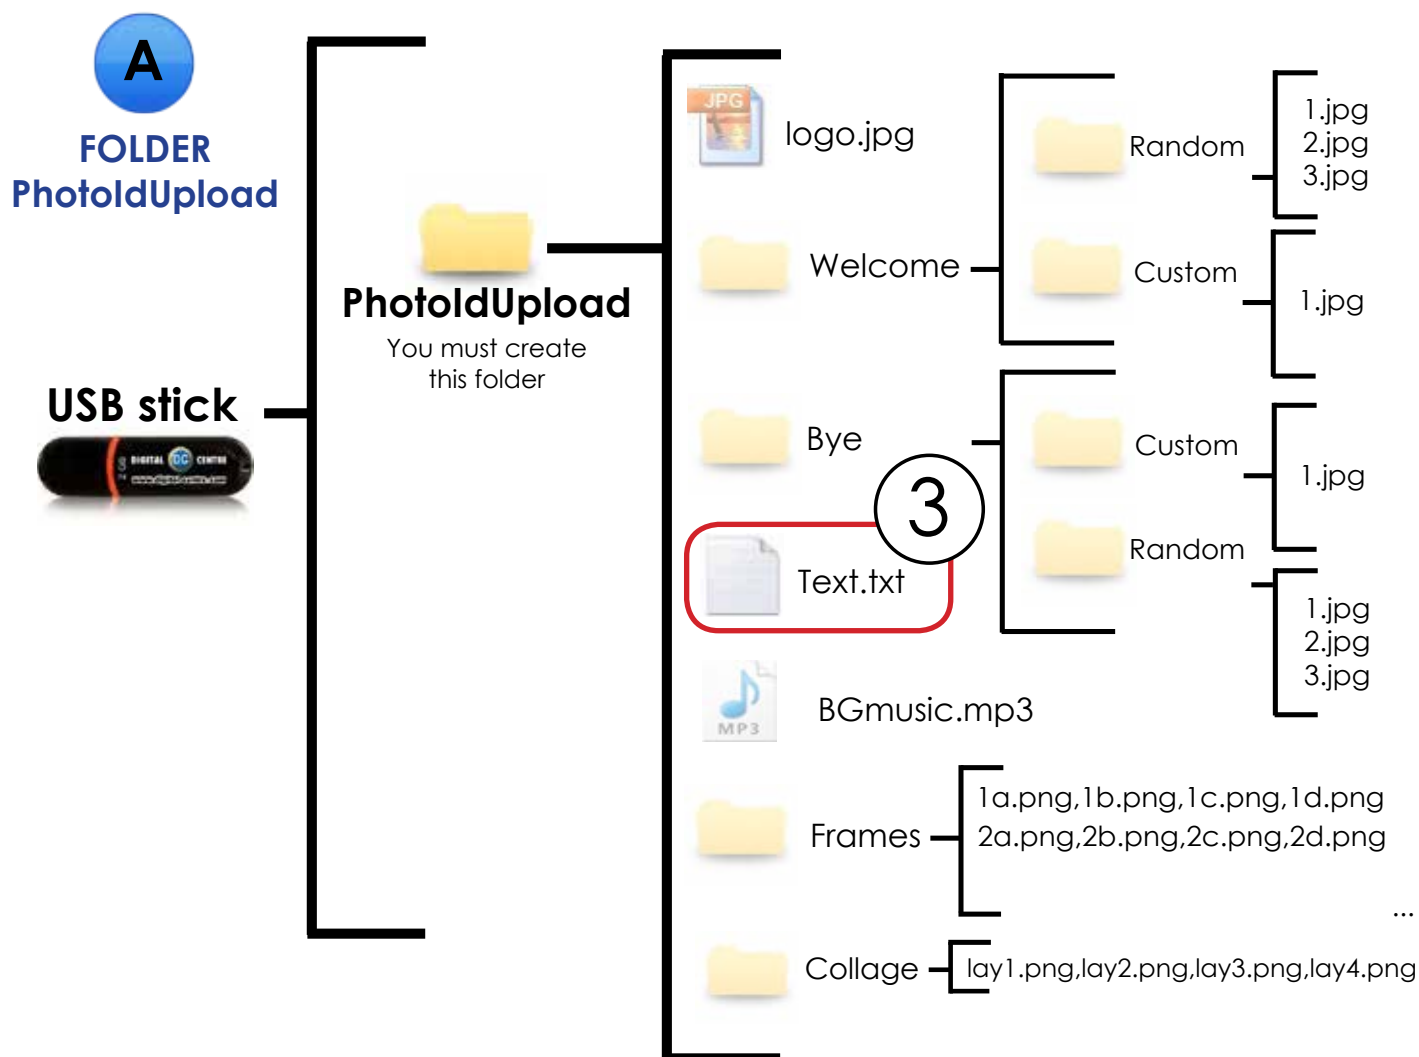 A
FOLDER
PhotoIdUpload
USB stick
DIGITAL DC CENTRE
PhotoIdUpload
You must create
this folder
JPG
logo.jpg
Welcome
Random
1.jpg
2.jpg
3.jpg
Custom
1.jpg
Bye
Custom
1.jpg
Random
1.jpg
2.jpg
3.jpg
3
Text.txt
MP3
BGmusic.mp3
Frames
1a.png,1b.png,1c.png,1d.png
2a.png,2b.png,2c.png,2d.png
...
Collage
lay1.png,lay2.png,lay3.png,lay4.png